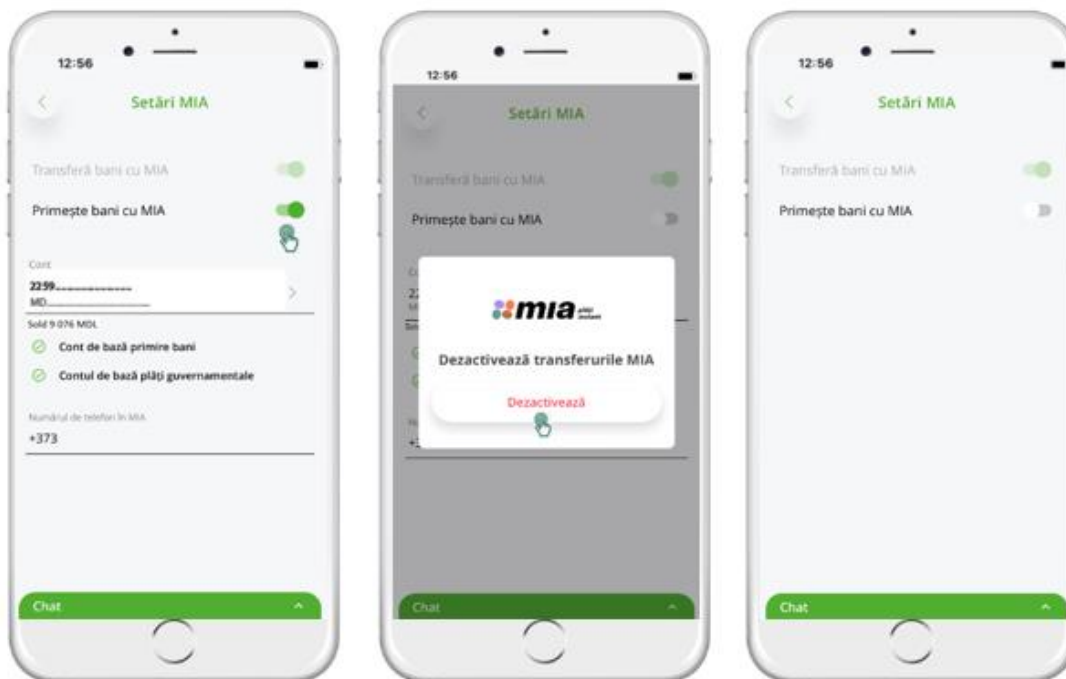 12:56
Setări MIA
Transferă bani cu MIA
Primește bani cu MIA
Cont
2259
MD
Sold 9 076 MDL
Cont de bază primire bani
Contul de bază plăți guvernamentale
Numărul de telefon în MIA
+373
Chat
12:56
Setări MIA
Transferă bani cu MIA
Primește bani cu MIA
mia plăți instant
Dezactivează transferurile MIA
Dezactivează
Chat
12:56
Setări MIA
Transferă bani cu MIA
Primește bani cu MIA
Chat